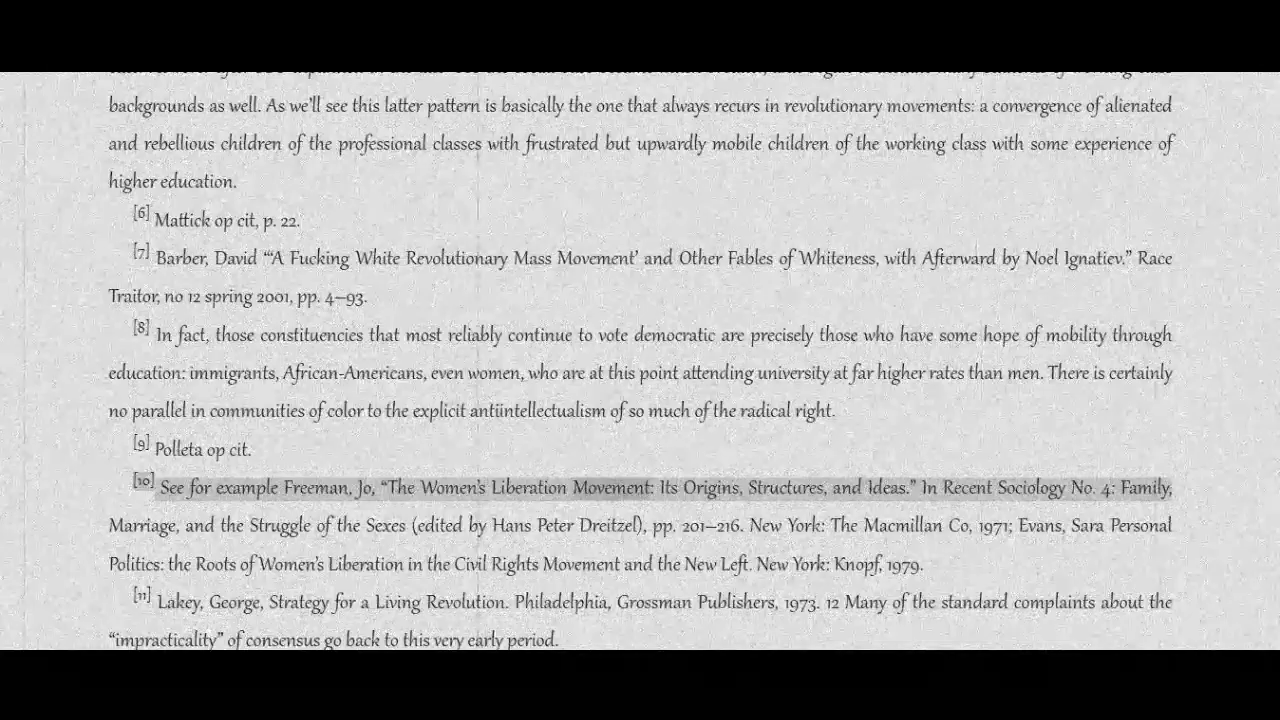 backgrounds as well. As we'll see this latter pattern is basically the one that always recurs in revolutionary movements: a convergence of alienated
and rebellious children of the professional classes with frustrated but upwardly mobile children of the working class with some experience of
higher education.
[6] Mattick op cit, p. 22.
[7] Barber, David “‘A Fucking White Revolutionary Mass Movement’ and Other Fables of Whiteness, with Afterward by Noel Ignatiev.” Race
Traitor, no 12 spring 2001, pp. 4–93.
[8] In fact, those constituencies that most reliably continue to vote democratic are precisely those who have some hope of mobility through
education: immigrants, African-Americans, even women, who are at this point attending university at far higher rates than men. There is certainly
no parallel in communities of color to the explicit antiintellectualism of so much of the radical right.
[9] Polleta op cit.
[10] See for example Freeman, Jo, “The Women's Liberation Movement: Its Origins, Structures, and Ideas.” In Recent Sociology No. 4: Family,
Marriage, and the Struggle of the Sexes (edited by Hans Peter Dreitzel), pp. 201–216. New York: The Macmillan Co, 1971; Evans, Sara Personal
Politics: the Roots of Women's Liberation in the Civil Rights Movement and the New Left. New York: Knopf, 1979.
[11] Lakey, George, Strategy for a Living Revolution. Philadelphia, Grossman Publishers, 1973. 12 Many of the standard complaints about the
“impracticality” of consensus go back to this very early period.